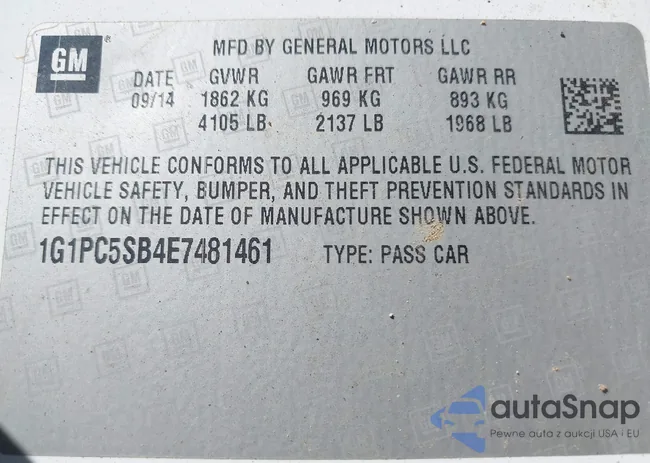 GM
MFD BY GENERAL MOTORS LLC
DATE GVWR GAWR FRT GAWR RR
09/14 1862 KG 969 KG 893 KG
4105 LB 2137 LB 1968 LB
THIS VEHICLE CONFORMS TO ALL APPLICABLE U.S. FEDERAL MOTOR
VEHICLE SAFETY, BUMPER, AND THEFT PREVENTION STANDARDS IN
EFFECT ON THE DATE OF MANUFACTURE SHOWN ABOVE.
1G1PC5SB4E7481461 TYPE: PASS CAR
autaSnap
Pewne auta z aukcji USA - EU